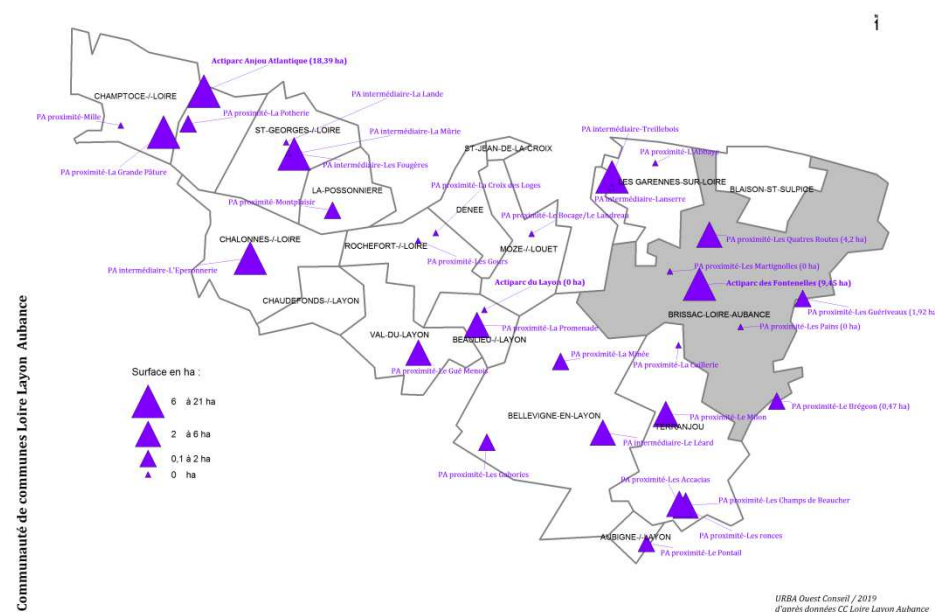 N
Actiparc Anjou Atlantique (18,39 ha)
PA intermédiaire-La Lande
CHAMPTOCE-/-LOIRE
PA proximité-Mille
PA proximité-La Potherie
ST-GEORGES-/-LOIRE
PA intermédiaire-La Mûrie
PA intermédiaire-Treillebois
ST-JEAN-DE-LA-CROIX
PA proximité-L'Abbaye
PA intermédiaire-Les Fougères
PA proximité-La Grande Pâture
LES GARENNES-SUR-LOIRE
PA proximité-La Croix des Loges
LA-POSSONNIERE
BLAISON-ST-SULPICE
PA intermédiaire-Lanserre
PA proximité-Montplaisir
DENEE
PA proximité-Le Bocage/Le Landreau
CHALONNES-/-LOIRE
ROCHEFORT-/-LOIRE
MOZE-/-LOUET
PA proximité-Les Quatres Routes (4,2 ha)
PA proximité-Les Gours
PA intermédiaire-L'Eperonnerie
PA proximité-Les Martignolles (0 ha)
Actiparc du Layon (0 ha)
Actiparc des Fontenelles (9,45 ha)
CHAUDEFONDS-/-LAYON
PA proximité-Les Guériveaux (1,92 ha
BRISSAC-LOIRE-AUBANCE
PA proximité-La Promenade
PA proximité-Les Pains (0 ha)
VAL-DU-LAYON
BEAULIEU-/-LAYON
PA proximité-La Minée
PA proximité-La Caillerie
PA proximité-Le Gué Menois
Surface en ha :
6 à 21 ha
2 à 6 ha
0,1 à 2 ha
0 ha
PA proximité-Le Brégeon (0,47 ha)
BELLEVIGNE-EN-LAYON
PA proximité-Le Milon
TERRANJOU
PA intermédiaire-Le Léard
PA proximité-Les Gabories
PA proximité-Les Accacias
PA proximité-Les Champs de Beaucher
PA proximité-Les ronces
AUBIGNE-/-LAYON
PA proximité-Le Pontail
Communauté de communes Loire Layon Aubance
URBA Ouest Conseil / 2019
d'après données CC Loire Layon Aubance